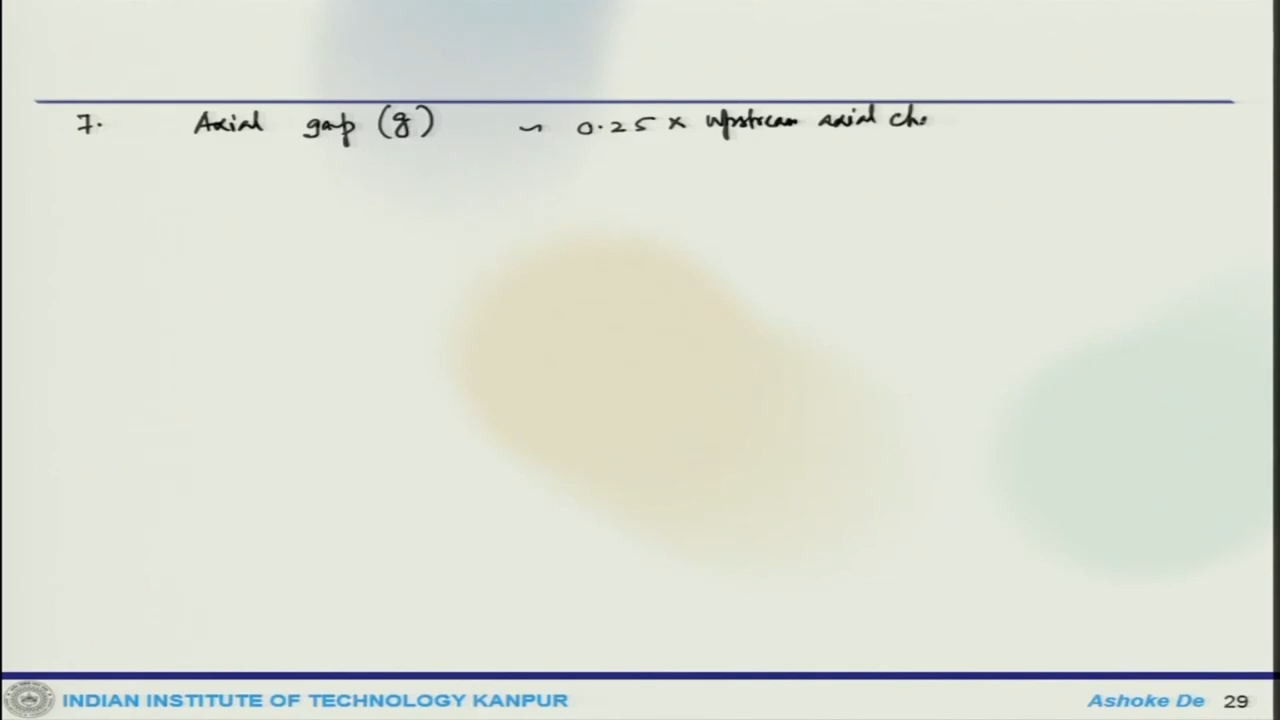 7. Axial gap (g) ~ 0.25 × upstream axial cho
INDIAN INSTITUTE OF TECHNOLOGY KANPUR
Ashoke De 29